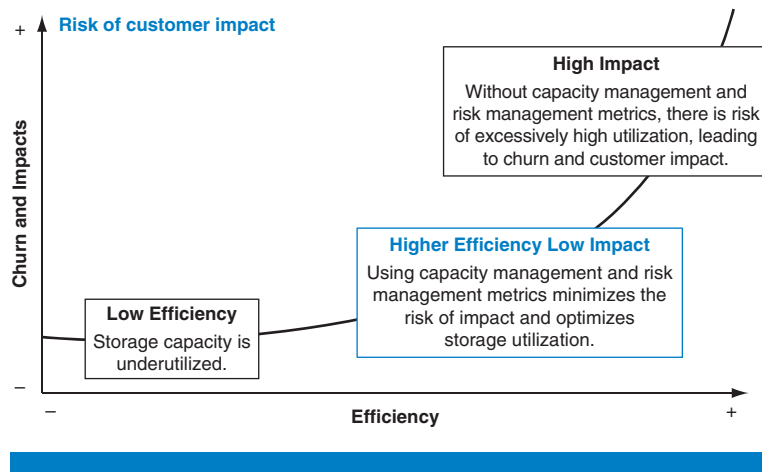 +
Risk of customer impact
High Impact
Without capacity management and
risk management metrics, there is risk
of excessively high utilization, leading
to churn and customer impact.
Churn and Impacts
Higher Efficiency Low Impact
Using capacity management and risk
management metrics minimizes the
risk of impact and optimizes
storage utilization.
Low Efficiency
Storage capacity is
underutilized.
–
–
Efficiency
+